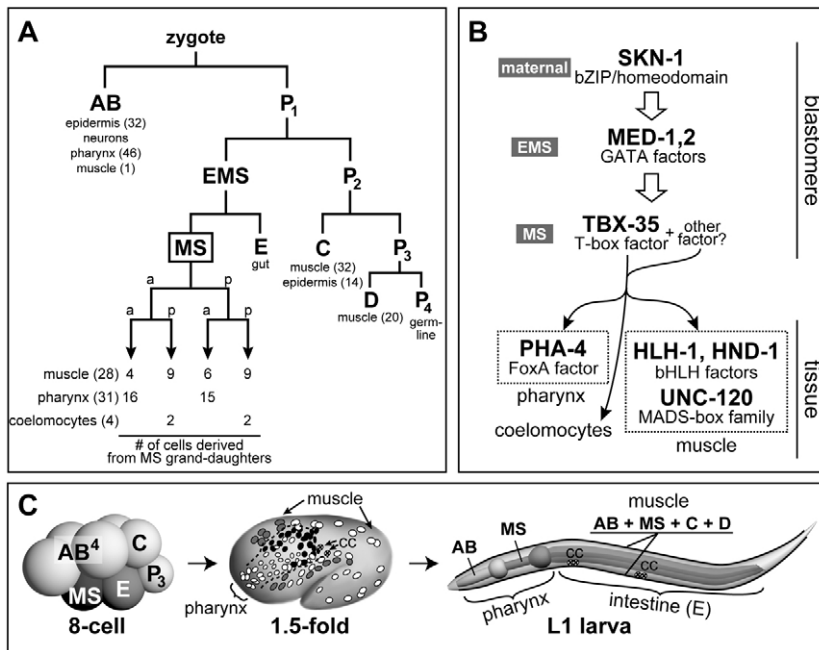 A
zygote
AB
epidermis (32)
neurons
pharynx (46)
muscle (1)
P1
EMS
P2
MS
E
gut
C
muscle (32)
epidermis (14)
P3
D
muscle (20)
P4
germ-
line
a p
a p a p
muscle (28) 4 9 6 9
pharynx (31) 16 15
coelomocytes (4) 2 2
# of cells derived
from MS grand-daughters
B
maternal
SKN-1
bZIP/homeodomain
EMS
MED-1,2
GATA factors
MS
TBX-35
T-box factor
+ other
factor?
blastomere
PHA-4
FoxA factor
pharynx
coelomocytes
HLH-1, HND-1
bHLH factors
UNC-120
MADS-box family
muscle
tissue
C
AB4
C
P3
MS
E
8-cell
muscle
CC
pharynx
1.5-fold
muscle
AB + MS + C + D
AB
MS
CC
CC
pharynx
intestine (E)
L1 larva